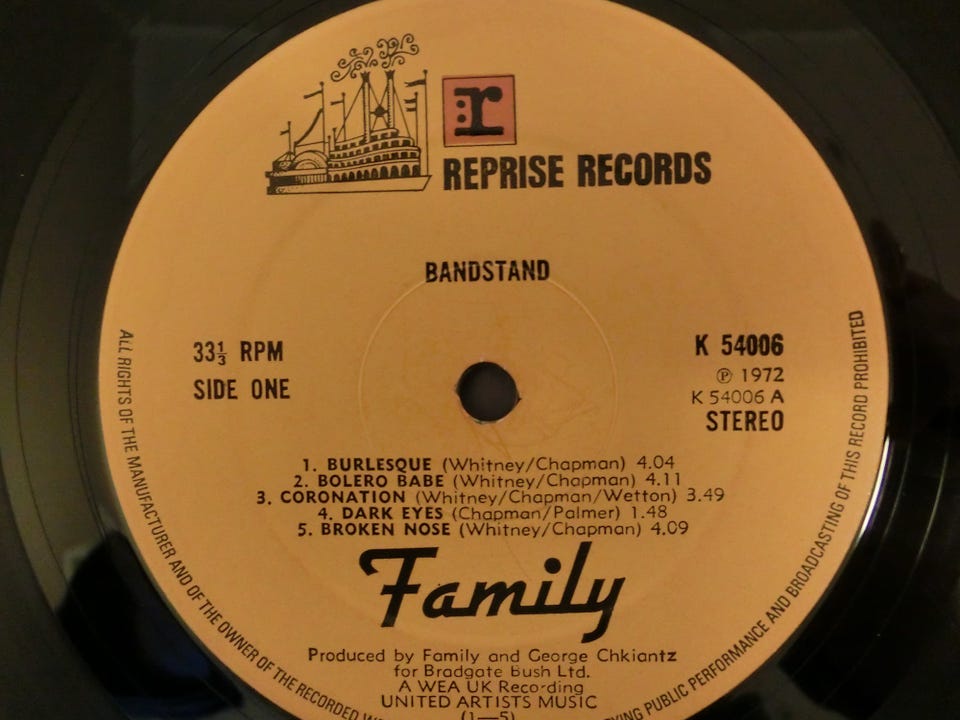 r
REPRISE RECORDS
BANDSTAND
33⅓ RPM
SIDE ONE
K 54006
℗ 1972
K 54006 A
STEREO
1. BURLESQUE (Whitney/Chapman) 4.04
2. BOLERO BABE (Whitney/Chapman) 4.11
3. CORONATION (Whitney/Chapman/Wetton) 3.49
4. DARK EYES (Chapman/Palmer) 1.48
5. BROKEN NOSE (Whitney/Chapman) 4.09
Family
Produced by Family and George Chkiantz
for Bradgate Bush Ltd.
A WEA UK Recording
UNITED ARTISTS MUSIC
(1—5)
ALL RIGHTS OF THE MANUFACTURER AND OF THE OWNER OF THE RECORDED
PUBLIC PERFORMANCE AND BROADCASTING OF THIS RECORD PROHIBITED